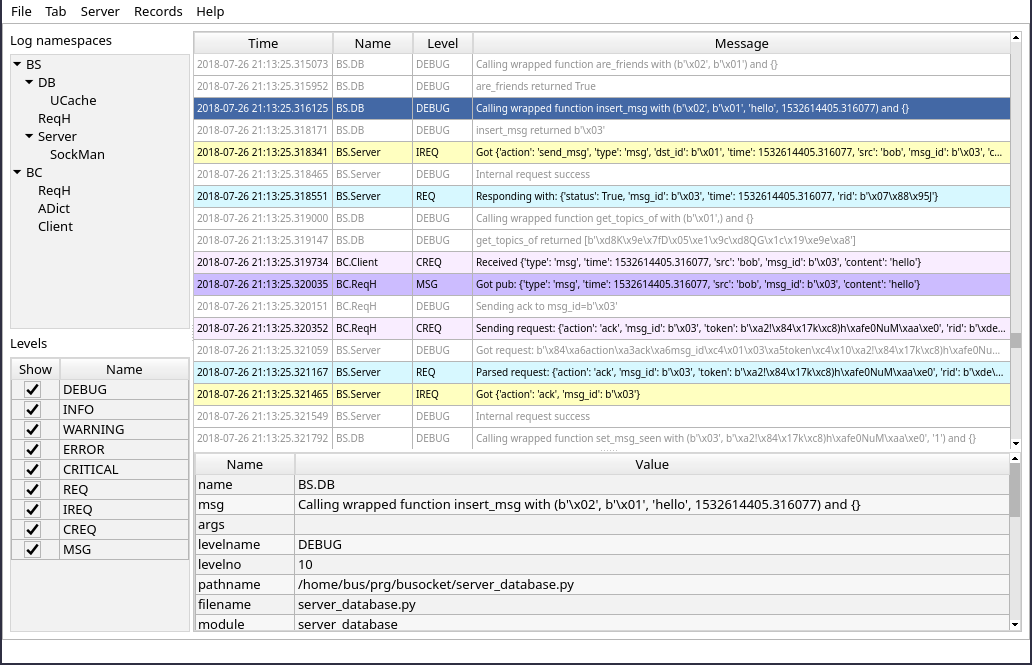 File Tab Server Records Help
Log namespaces
BS
DB
UCache
ReqH
Server
SockMan
BC
ReqH
ADict
Client
Levels
Show Name
DEBUG
INFO
WARNING
ERROR
CRITICAL
REQ
IREQ
CREQ
MSG
Time Name Level Message
2018-07-26 21:13:25.315073 BS.DB DEBUG Calling wrapped function are_friends with (b'\x02', b'\x01') and {}
2018-07-26 21:13:25.315952 BS.DB DEBUG are_friends returned True
2018-07-26 21:13:25.316125 BS.DB DEBUG Calling wrapped function insert_msg with (b'\x02', b'\x01', 'hello', 1532614405.316077) and {}
2018-07-26 21:13:25.318171 BS.DB DEBUG insert_msg returned b'\x03'
2018-07-26 21:13:25.318341 BS.Server IREQ Got {'action': 'send_msg', 'type': 'msg', 'dst_id': b'\x01', 'time': 1532614405.316077, 'src': 'bob', 'msg_id': b'\x03', 'c...
2018-07-26 21:13:25.318465 BS.Server DEBUG Internal request success
2018-07-26 21:13:25.318551 BS.Server REQ Responding with: {'status': True, 'msg_id': b'\x03', 'time': 1532614405.316077, 'rid': b'\x07\x88\x95J'}
2018-07-26 21:13:25.319000 BS.DB DEBUG Calling wrapped function get_topics_of with (b'\x01',) and {}
2018-07-26 21:13:25.319147 BS.DB DEBUG get_topics_of returned [b'\xd8K\x9e\x7fD\x05\xe1\x9c\xd8QG\x1c\x19\xe9e\xa8']
2018-07-26 21:13:25.319734 BC.Client CREQ Received {'type': 'msg', 'time': 1532614405.316077, 'src': 'bob', 'msg_id': b'\x03', 'content': 'hello'}
2018-07-26 21:13:25.320035 BC.ReqH MSG Got pub: {'type': 'msg', 'time': 1532614405.316077, 'src': 'bob', 'msg_id': b'\x03', 'content': 'hello'}
2018-07-26 21:13:25.320151 BC.ReqH DEBUG Sending ack to msg_id=b'\x03'
2018-07-26 21:13:25.320352 BC.ReqH CREQ Sending request: {'action': 'ack', 'msg_id': b'\x03', 'token': b'\xa2!\x84\x17k\xc8)h\xafe0NuM\xaa\xe0', 'rid': b'\xde...
2018-07-26 21:13:25.321059 BS.Server DEBUG Got request: b'\x84\xa6action\xa3ack\xa6msg_id\xc4\x01\x03\xa5token\xc4\x10\xa2!\x84\x17k\xc8)h\xafe0Nu...
2018-07-26 21:13:25.321167 BS.Server REQ Parsed request: {'action': 'ack', 'msg_id': b'\x03', 'token': b'\xa2!\x84\x17k\xc8)h\xafe0NuM\xaa\xe0', 'rid': b'\xde\...
2018-07-26 21:13:25.321465 BS.Server IREQ Got {'action': 'ack', 'msg_id': b'\x03'}
2018-07-26 21:13:25.321549 BS.Server DEBUG Internal request success
2018-07-26 21:13:25.321792 BS.DB DEBUG Calling wrapped function set_msg_seen with (b'\x03', b'\xa2!\x84\x17k\xc8)h\xafe0NuM\xaa\xe0', '1') and {}
Name Value
name BS.DB
msg Calling wrapped function insert_msg with (b'\x02', b'\x01', 'hello', 1532614405.316077) and {}
args
levelname DEBUG
levelno 10
pathname /home/bus/prg/busocket/server_database.py
filename server_database.py
module server_database